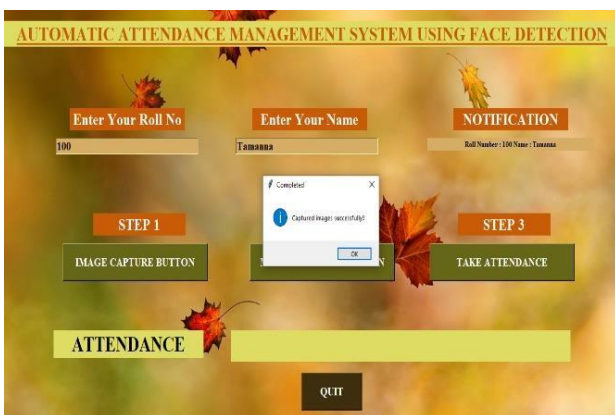 AUTOMATIC ATTENDANCE MANAGEMENT SYSTEM USING FACE DETECTION
Enter Your Roll No
Enter Your Name
NOTIFICATION
100
Tamanna
Roll Number : 100 Name : Tamanna
Completed
X
i
Captured images successfully!
OK
STEP 1
STEP 3
IMAGE CAPTURE BUTTON
TAKE ATTENDANCE
ATTENDANCE
QUIT